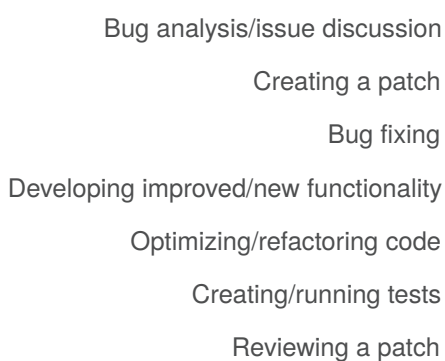 Bug analysis/issue discussion
Creating a patch
Bug fixing
Developing improved/new functionality
Optimizing/refactoring code
Creating/running tests
Reviewing a patch